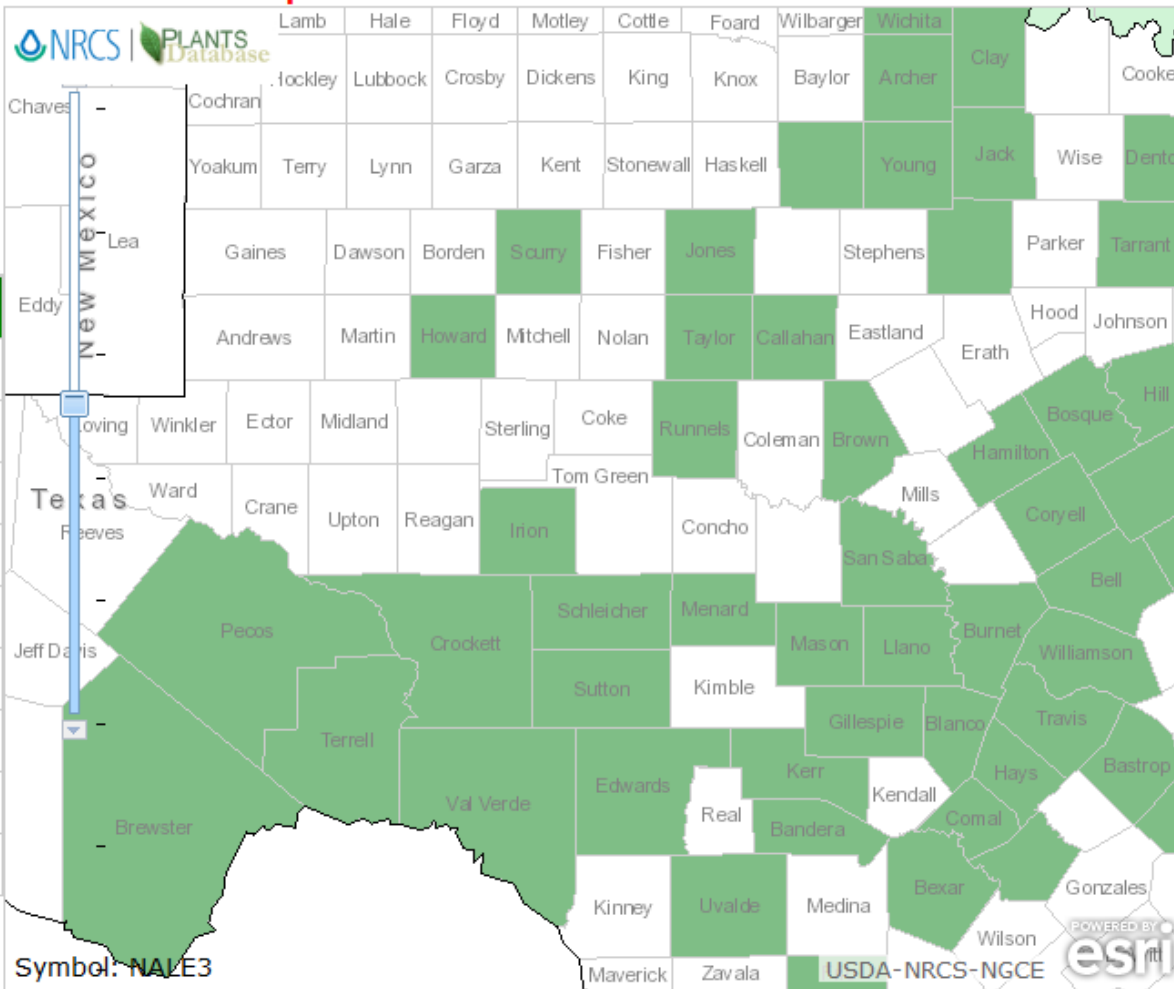 NRCS | PLANTS
Database
Lamb Hale Floyd Motley Cottle Foard Wilbarger Wichita
Chaves Cochran Hockley Lubbock Crosby Dickens King Knox Baylor Archer Clay Cooke
Yoakum Terry Lynn Garza Kent Stonewall Haskell Young Jack Wise Dento
New Mexico
Lea Gaines Dawson Borden Scurry Fisher Jones Stephens Parker Tarrant
Eddy Andrews Martin Howard Mitchell Nolan Taylor Callahan Eastland Erath Hood Johnson
oving Winkler Ector Midland Sterling Coke Runnels Coleman Brown Hamilton Bosque Hill
Texas
Reeves Ward Crane Upton Reagan Tom Green Irion Concho Mills San Saba Coryell Bell
Jeff Davis Pecos Crockett Schleicher Menard Mason Llano Burnet Williamson
Sutton Kimble Gillespie Blanco Travis
Terrell Val Verde Edwards Kerr Kendall Hays Bastrop
Brewster Real Bandera Comal
Kinney Uvalde Medina Bexar Gonzales
Wilson
Maverick Zavala
Symbol: NALE3
USDA-NRCS-NGCE
POWERED BY
esri